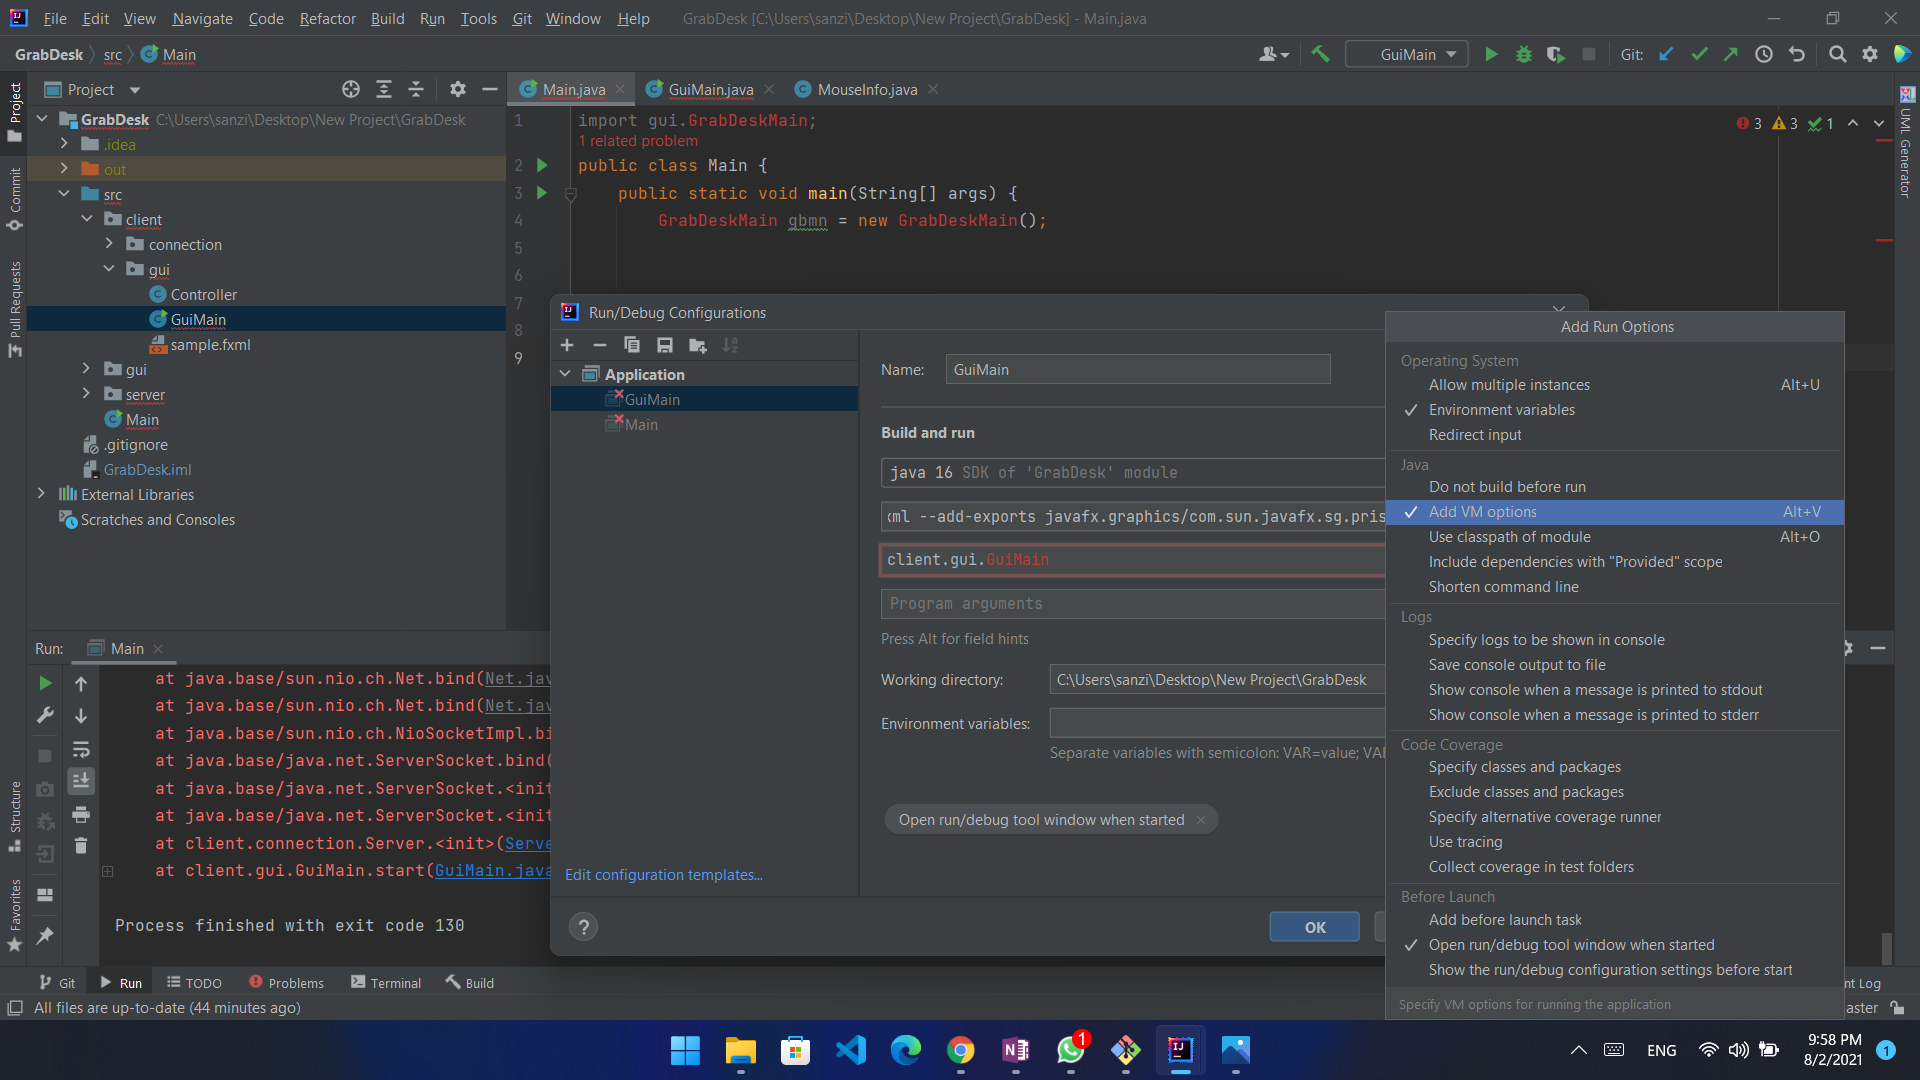 File Edit View Navigate Code Refactor Build Run Tools Git Window Help GrabDesk [C:\Users\sanzi\Desktop\New Project\GrabDesk] - Main.java
GrabDesk src Main
GuiMain
Git:
Project
Main.java
GuiMain.java
MouseInfo.java
Project
Commit
Pull Requests
Structure
Favorites
UML Generator
GrabDesk C:\Users\sanzi\Desktop\New Project\GrabDesk
.idea
out
src
client
connection
gui
Controller
GuiMain
sample.fxml
gui
server
Main
.gitignore
GrabDesk.iml
External Libraries
Scratches and Consoles
1 import gui.GrabDeskMain;
1 related problem
2 public class Main {
3 public static void main(String[] args) {
4 GrabDeskMain gbmn = new GrabDeskMain();
5
6
7
8
9
3 3 1
Run/Debug Configurations
Application
GuiMain
Main
Edit configuration templates...
Name: GuiMain
Build and run
java 16 SDK of 'GrabDesk' module
xml --add-exports javafx.graphics/com.sun.javafx.sg.pris
client.gui.GuiMain
Program arguments
Press Alt for field hints
Working directory: C:\Users\sanzi\Desktop\New Project\GrabDesk
Environment variables:
Separate variables with semicolon: VAR=value; VAR
Open run/debug tool window when started
OK
Add Run Options
Operating System
Allow multiple instances Alt+U
Environment variables
Redirect input
Java
Do not build before run
Add VM options Alt+V
Use classpath of module Alt+O
Include dependencies with "Provided" scope
Shorten command line
Logs
Specify logs to be shown in console
Save console output to file
Show console when a message is printed to stdout
Show console when a message is printed to stderr
Code Coverage
Specify classes and packages
Exclude classes and packages
Specify alternative coverage runner
Use tracing
Collect coverage in test folders
Before Launch
Add before launch task
Open run/debug tool window when started
Show the run/debug configuration settings before start
Specify VM options for running the application
Run: Main
at java.base/sun.nio.ch.Net.bind(Net.jav
at java.base/sun.nio.ch.Net.bind(Net.jav
at java.base/sun.nio.ch.NioSocketImpl.bi
at java.base/java.net.ServerSocket.bind(
at java.base/java.net.ServerSocket.<init
at java.base/java.net.ServerSocket.<init
at client.connection.Server.<init>(Serve
at client.gui.GuiMain.start(GuiMain.java
Process finished with exit code 130
Git Run TODO Problems Terminal Build nt Log
All files are up-to-date (44 minutes ago) aster
1
ENG
9:58 PM
8/2/2021
1